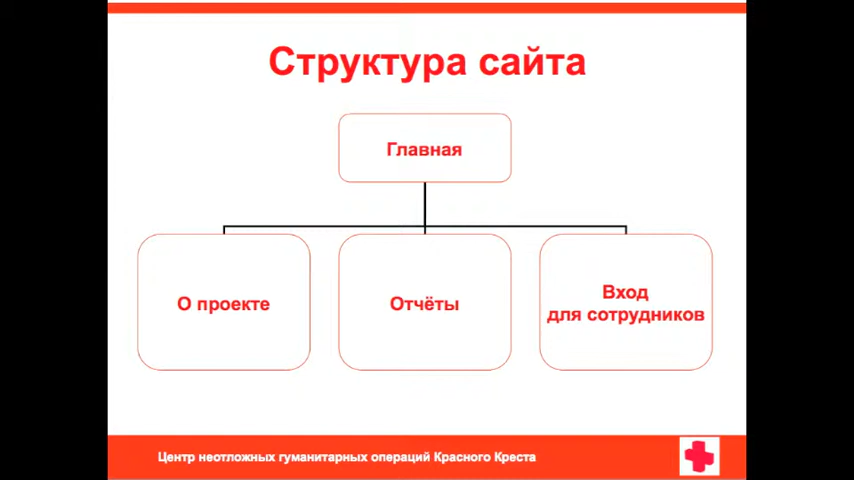 Структура сайта
Главная
О проекте
Отчёты
Вход
для сотрудников
Центр неотложных гуманитарных операций Красного Креста